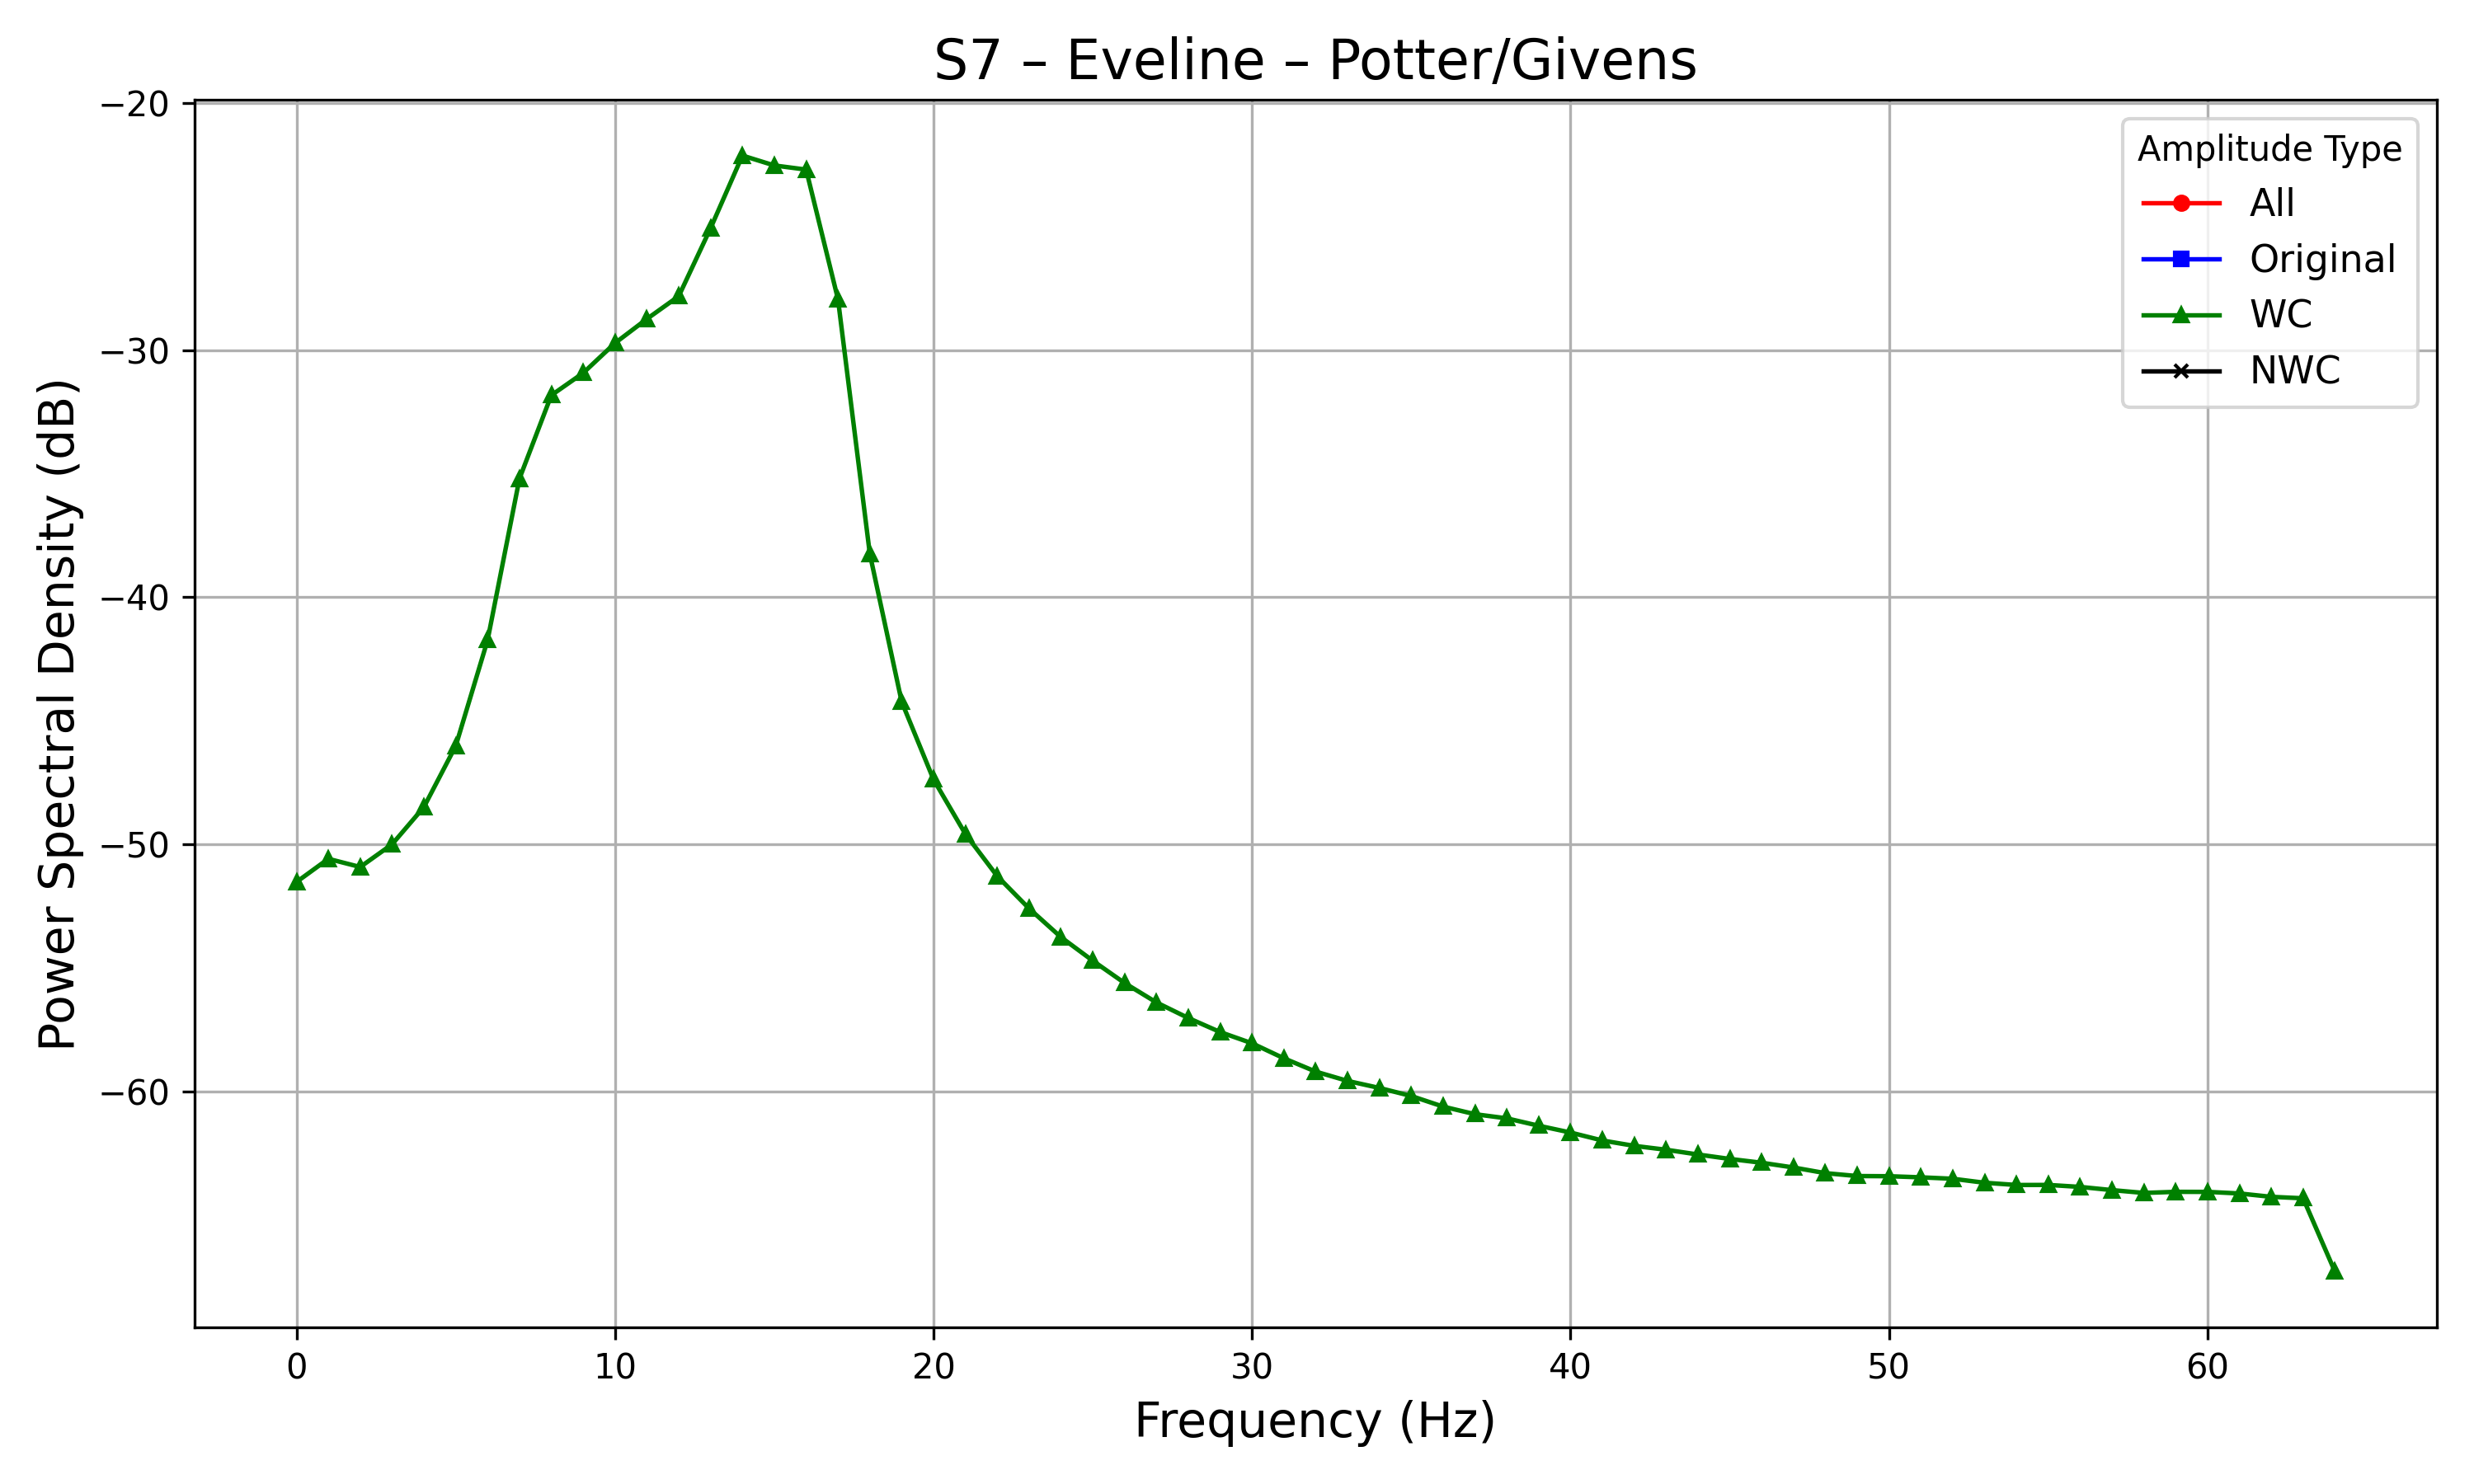 S7 – Eveline – Potter/Givens
Power Spectral Density (dB)
−20
−30
−40
−50
−60
Amplitude Type
All
Original
WC
NWC
0 10 20 30 40 50 60
Frequency (Hz)